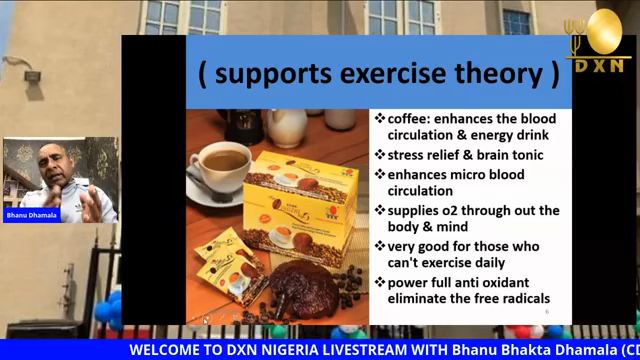 ( supports exercise theory )
DXN
❖coffee: enhances the blood
circulation & energy drink
❖stress relief & brain tonic
❖enhances micro blood
circulation
❖supplies o2 through out the
body & mind
❖very good for those who
can't exercise daily
❖power full anti oxidant
eliminate the free radicals
6
Bhanu Dhamala
WELCOME TO DXN NIGERIA LIVESTREAM WITH Bhanu Bhakta Dhamala (CD